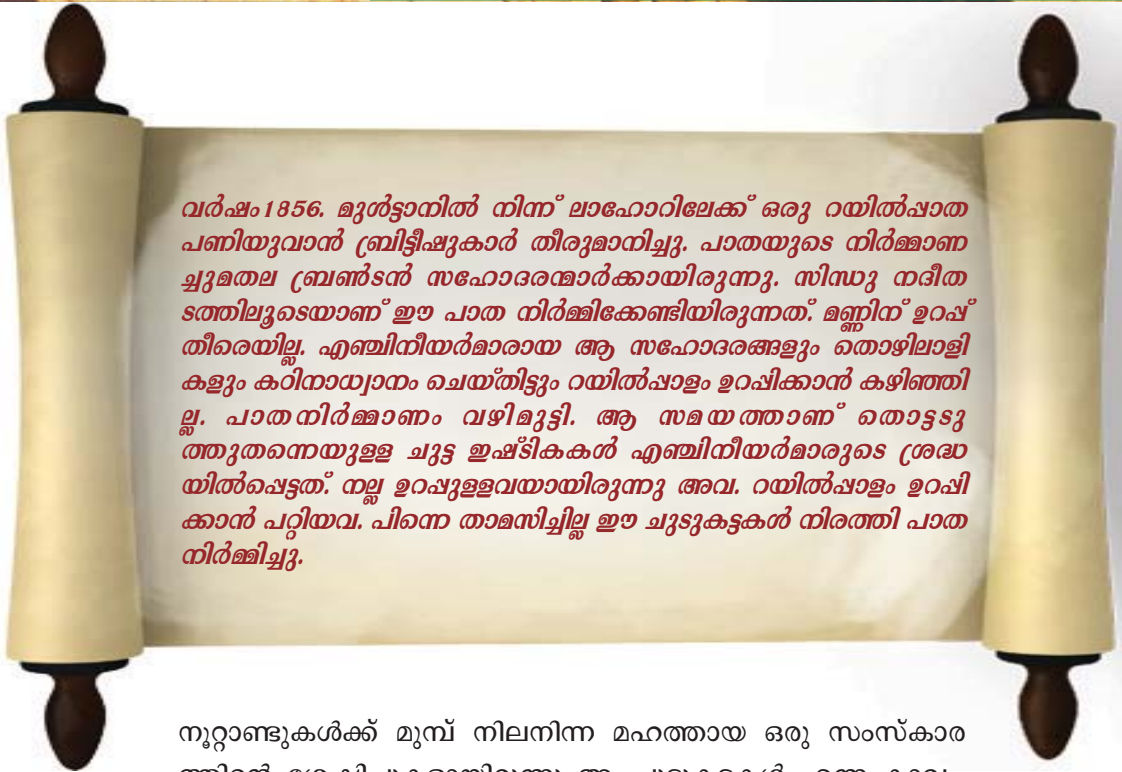 വർഷം1856. മുൾട്ടാനിൽ നിന്ന് ലാഹോറിലേക്ക് ഒരു റയിൽപ്പാത
പണിയുവാൻ ബ്രിട്ടീഷുകാർ തീരുമാനിച്ചു. പാതയുടെ നിർമ്മാണ
ച്ചുമതല ബ്രൺടൻ സഹോദരന്മാർക്കായിരുന്നു. സിന്ധു നദീത
ടത്തിലൂടെയാണ് ഈ പാത നിർമ്മിക്കേണ്ടിയിരുന്നത്. മണ്ണിന് ഉറപ്പ്
തീരെയില്ല. എഞ്ചിനീയർമാരായ ആ സഹോദരങ്ങളും തൊഴിലാളി
കളും കഠിനാധ്വാനം ചെയ്തിട്ടും റയിൽപ്പാളം ഉറപ്പിക്കാൻ കഴിഞ്ഞി
ല്ല. പാതനിർമ്മാണം വഴിമുട്ടി. ആ സമയത്താണ് തൊട്ടടു
ത്തുതന്നെയുളള ചുട്ട ഇഷ്ടികകൾ എഞ്ചിനീയർമാരുടെ ശ്രദ്ധ
യിൽപ്പെട്ടത്. നല്ല ഉറപ്പുളളവയായിരുന്നു അവ. റയിൽപ്പാളം ഉറപ്പി
ക്കാൻ പറ്റിയവ. പിന്നെ താമസിച്ചില്ല ഈ ചുടുകട്ടകൾ നിരത്തി പാത
നിർമ്മിച്ചു.
നൂറ്റാണ്ടുകൾക്ക് മുമ്പ് നിലനിന്ന മഹത്തായ ഒരു സംസ്കാര